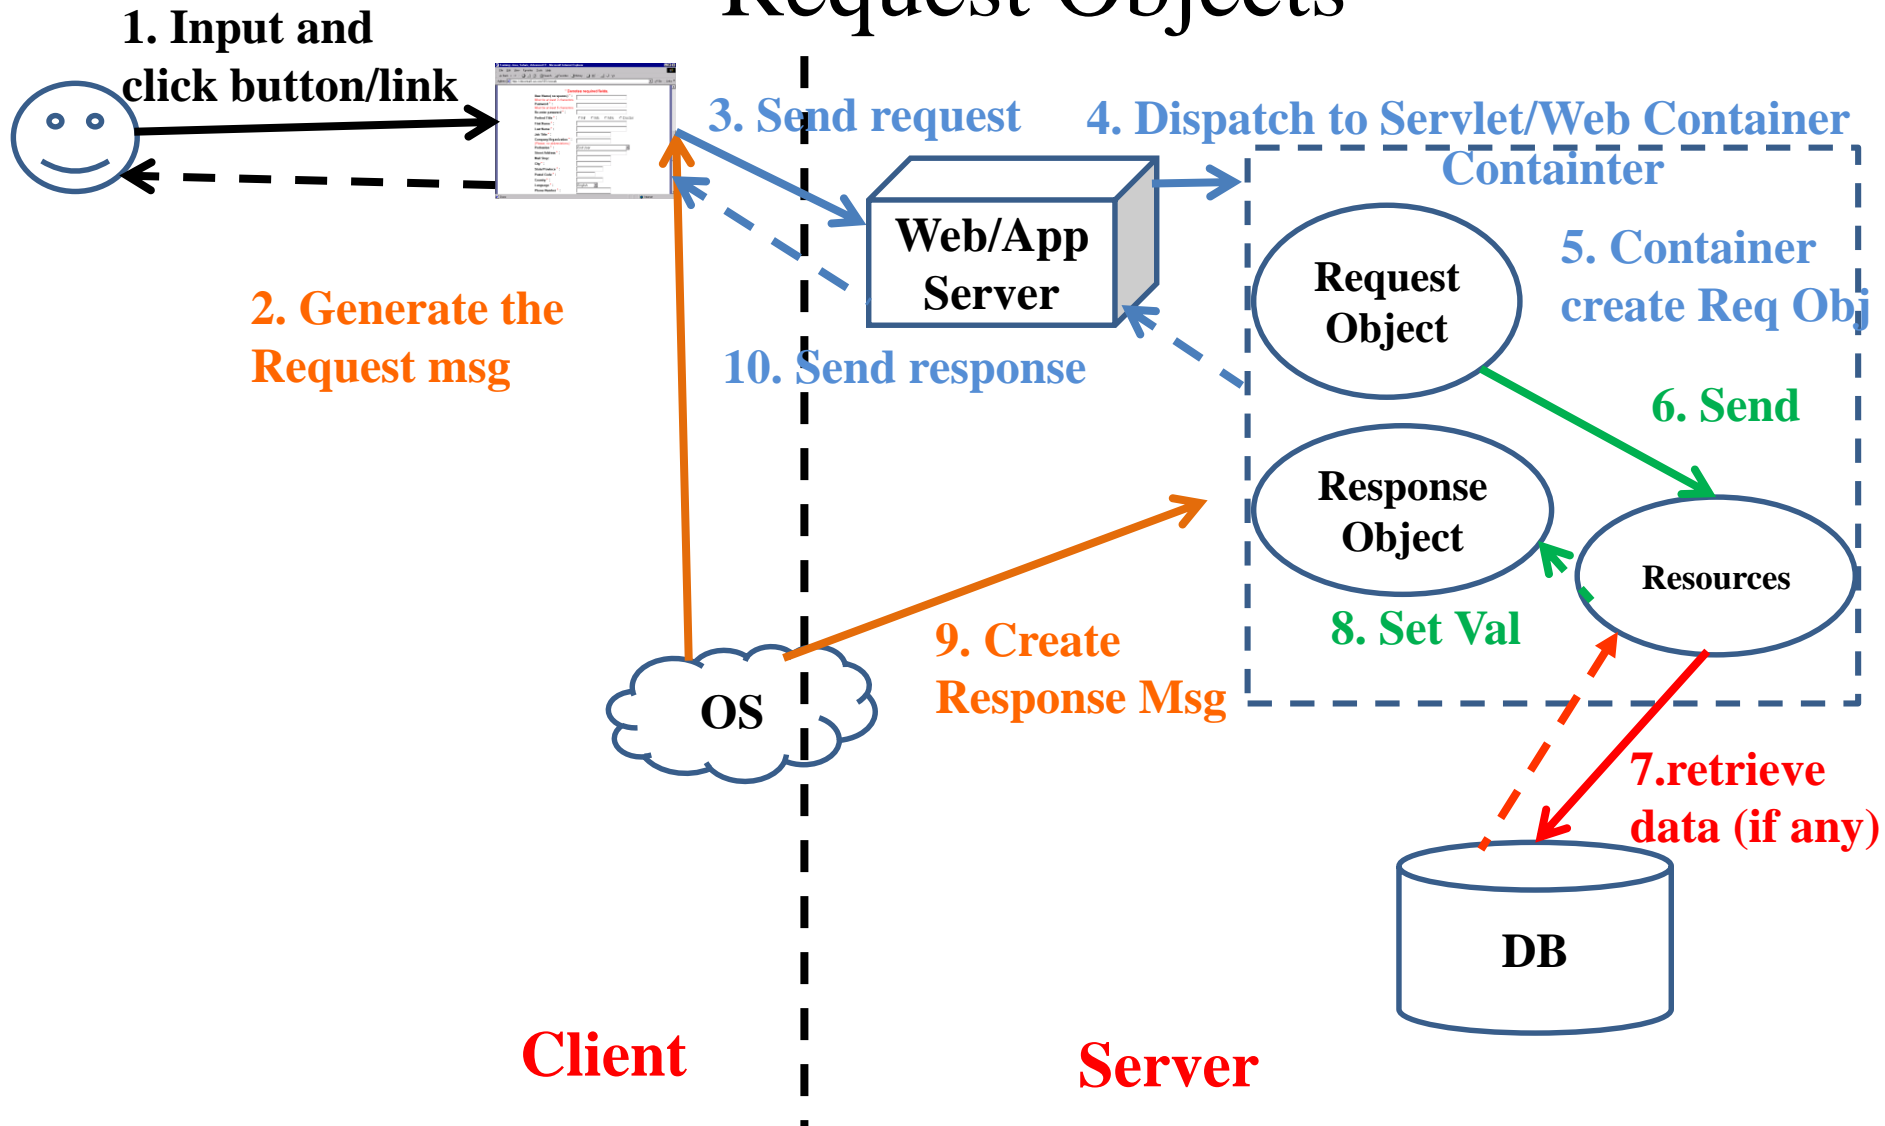 Request Objects
1. Input and
click button/link
3. Send request
4. Dispatch to Servlet/Web Container
Containter
Web/App
Server
Request
Object
5. Container
create Req Obj
2. Generate the
Request msg
10. Send response
6. Send
Response
Object
Resources
8. Set Val
9. Create
Response Msg
OS
7.retrieve
data (if any)
DB
Client
Server